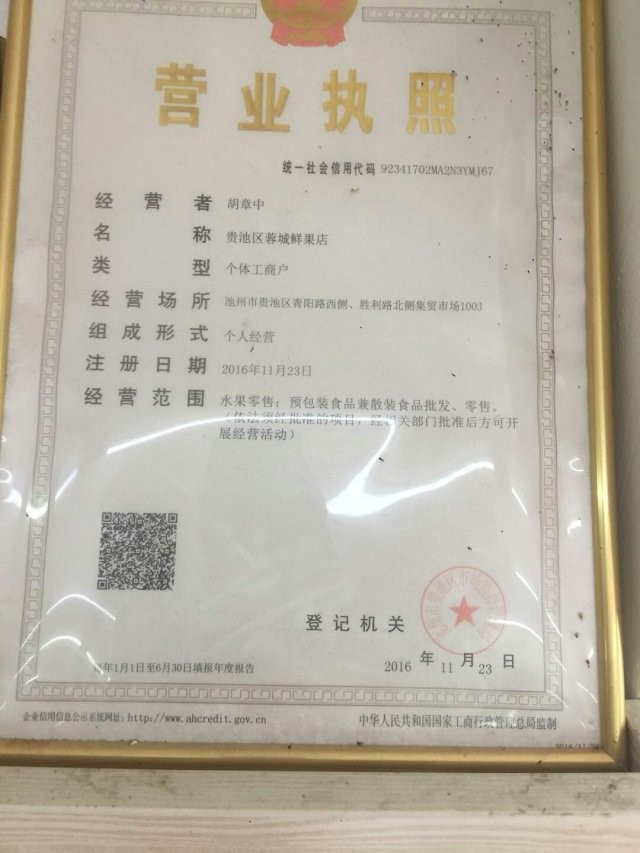 营业执照
统一社会信用代码 92341702MA2N3YMJ67
经营者 胡章中
名称 贵池区蓉城鲜果店
类型 个体工商户
经营场所 池州市贵池区青阳路西侧、胜利路北侧集贸市场1003
组成形式 个人经营
注册日期 2016年11月23日
经营范围 水果零售；预包装食品兼散装食品批发、零售。
（依法须经批准的项目，经相关部门批准后方可开
展经营活动）
登记机关
年1月1日至6月30日填报年度报告
2016 年 11 月 23 日
企业信用信息公示系统网址: http://www.ahcredit.gov.cn
中华人民共和国国家工商行政管理总局监制